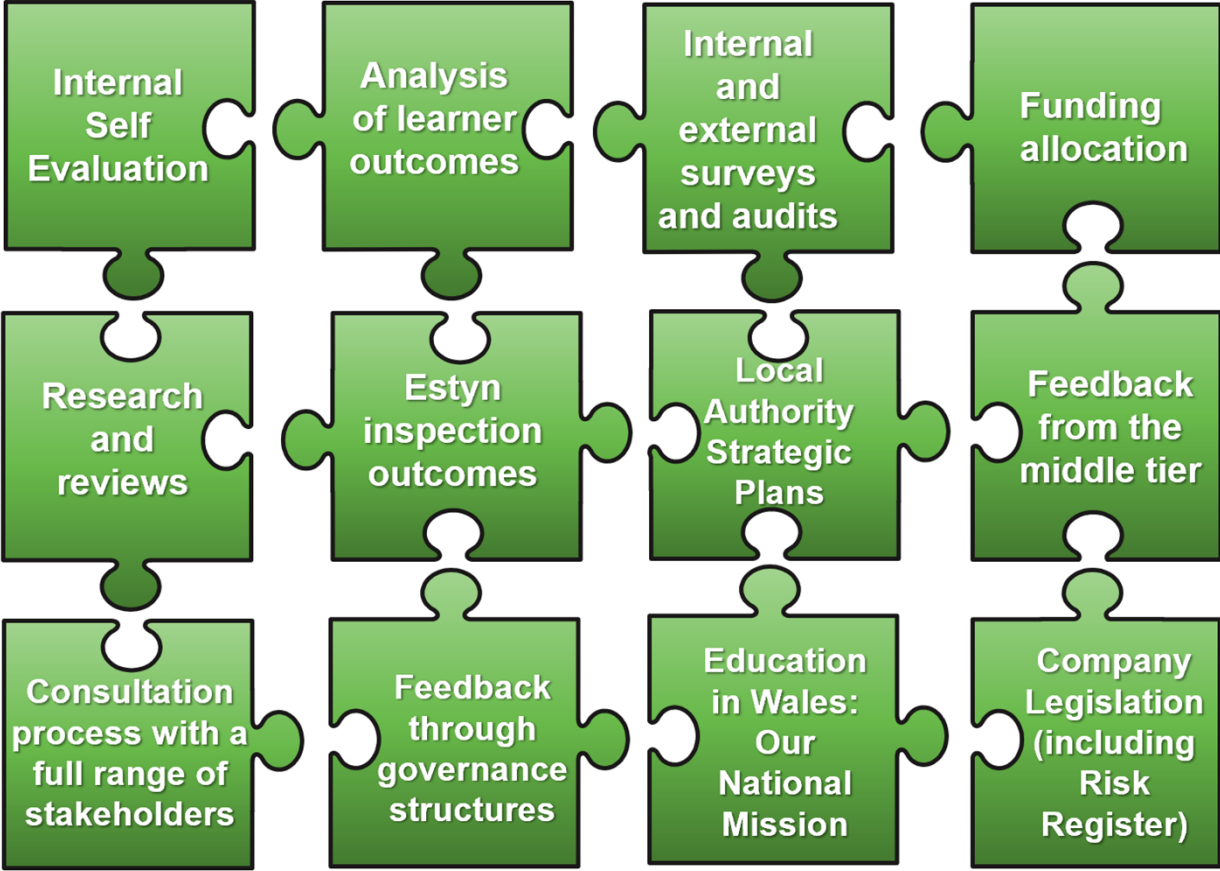 Internal
Self
Evaluation
Analysis
of learner
outcomes
Internal
and
external
surveys
and audits
Funding
allocation
Research
and
reviews
Estyn
inspection
outcomes
Local
Authority
Strategic
Plans
Feedback
from the
middle tier
Consultation
process with a
full range of
stakeholders
Feedback
through
governance
structures
Education
in Wales:
Our
National
Mission
Company
Legislation
(including
Risk
Register)